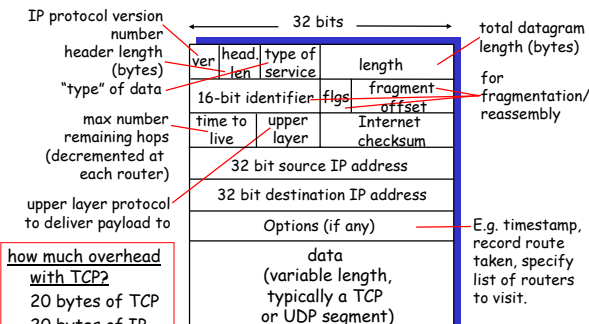 IP protocol version
number
header length
(bytes)
"type" of data
max number
remaining hops
(decremented at
each router)
upper layer protocol
to deliver payload to
how much overhead
with TCP?
20 bytes of TCP
20 bytes of IP
32 bits
ver head. len type of service length
16-bit identifier flgs fragment offset
time to live upper layer Internet checksum
32 bit source IP address
32 bit destination IP address
Options (if any)
data
(variable length,
typically a TCP
or UDP segment)
total datagram
length (bytes)
for
fragmentation/
reassembly
E.g. timestamp,
record route
taken, specify
list of routers
to visit.